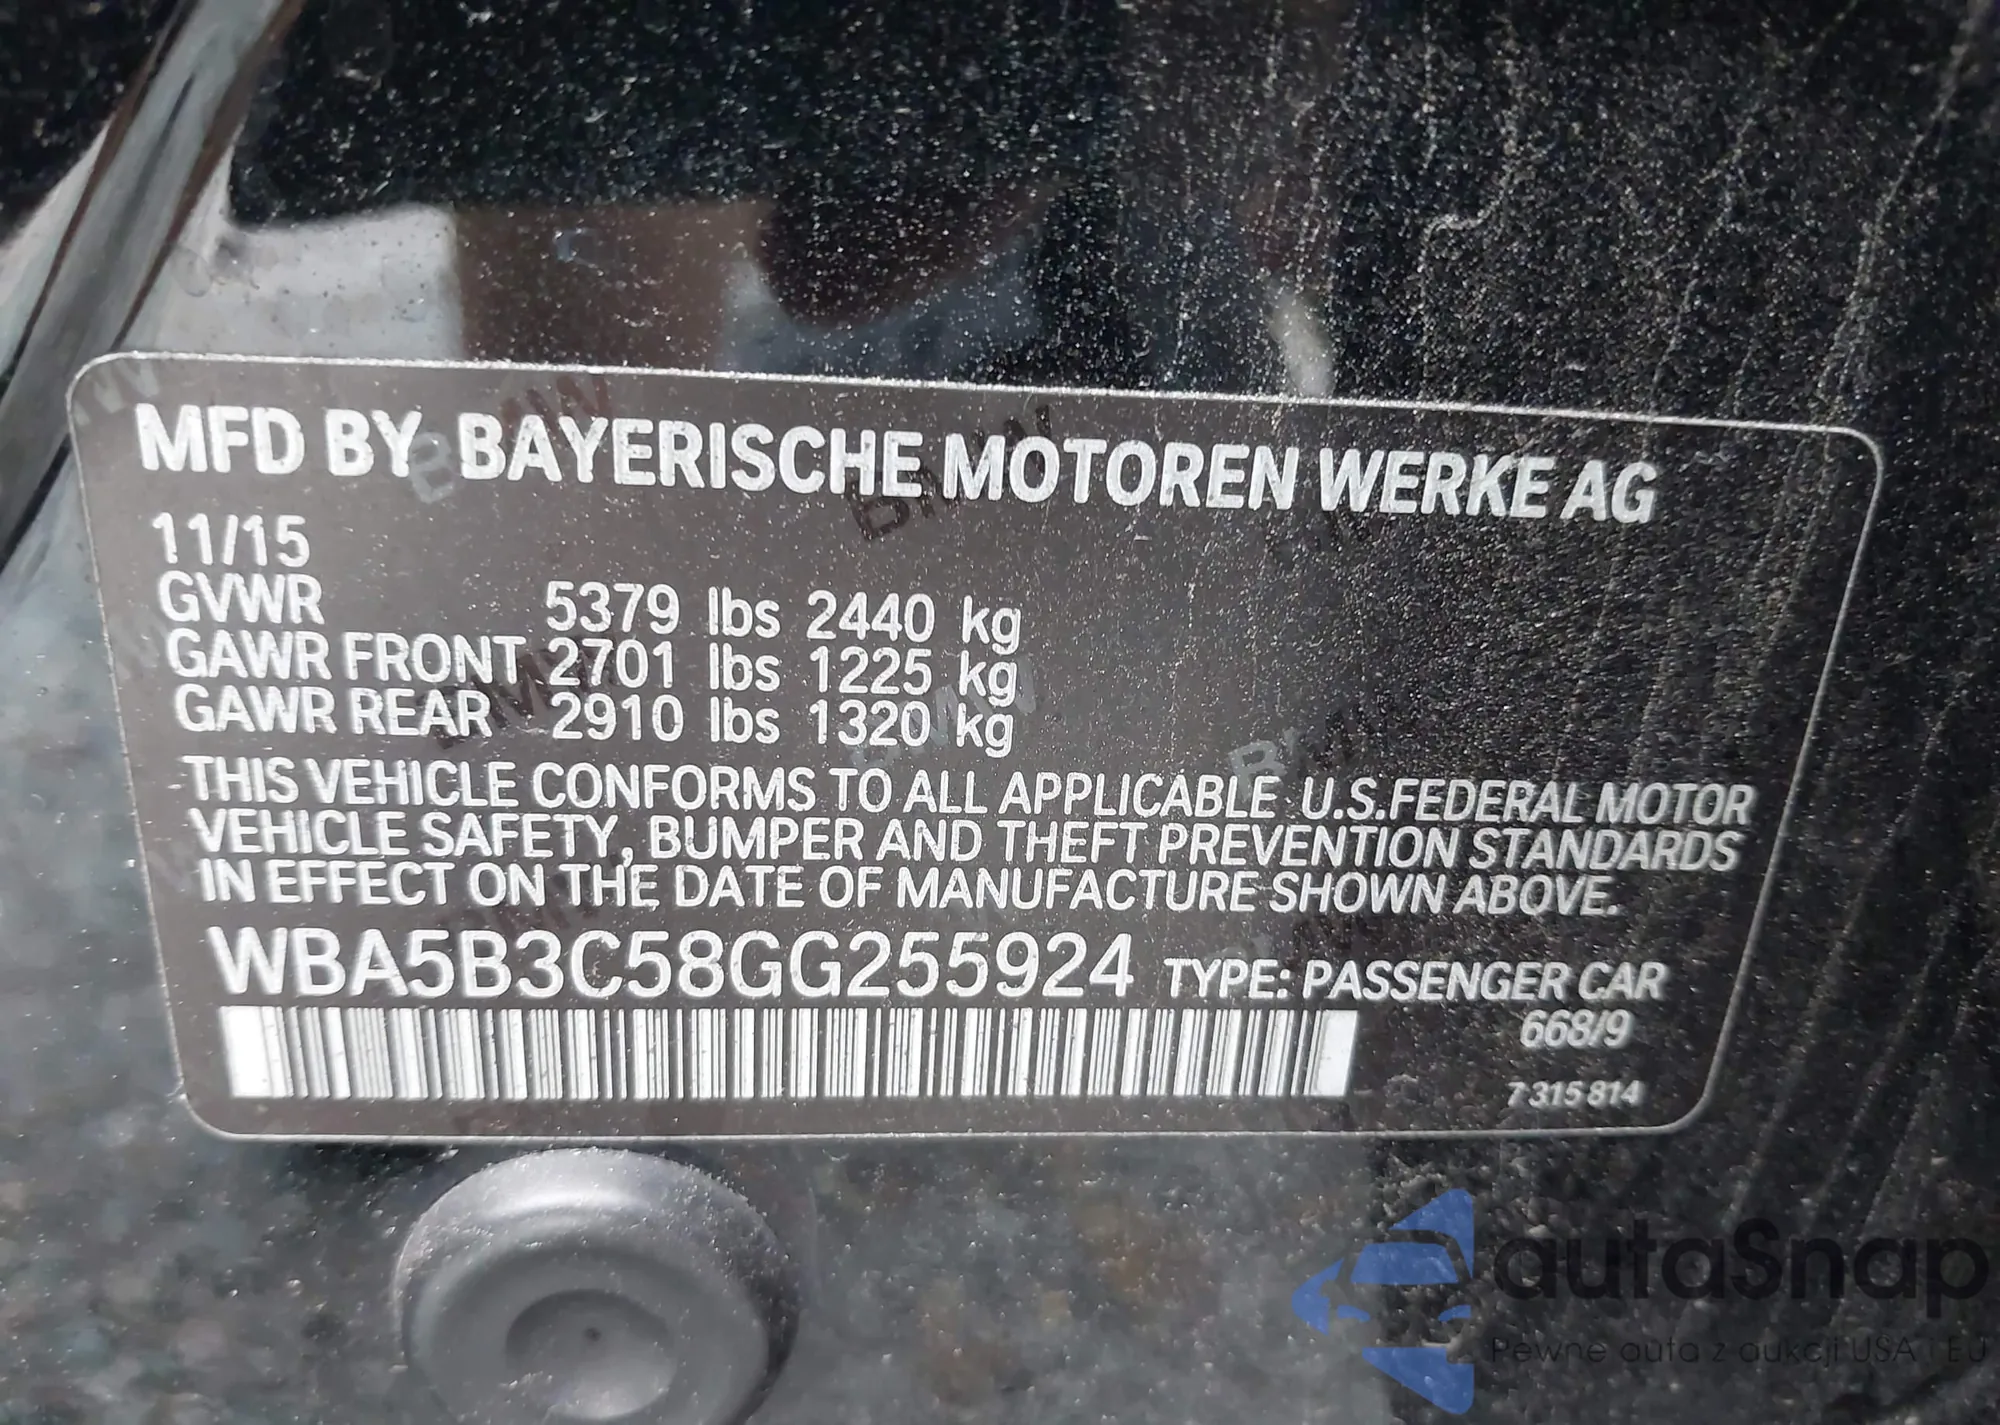 MFD BY BAYERISCHE MOTOREN WERKE AG
11/15
GVWR 5379 lbs 2440 kg
GAWR FRONT 2701 lbs 1225 kg
GAWR REAR 2910 lbs 1320 kg
THIS VEHICLE CONFORMS TO ALL APPLICABLE U.S.FEDERAL MOTOR
VEHICLE SAFETY, BUMPER AND THEFT PREVENTION STANDARDS
IN EFFECT ON THE DATE OF MANUFACTURE SHOWN ABOVE.
WBA5B3C58GG255924 TYPE: PASSENGER CAR
668/9
7 315 814
autaSnap
Pewne auta z aukcji USA i EU